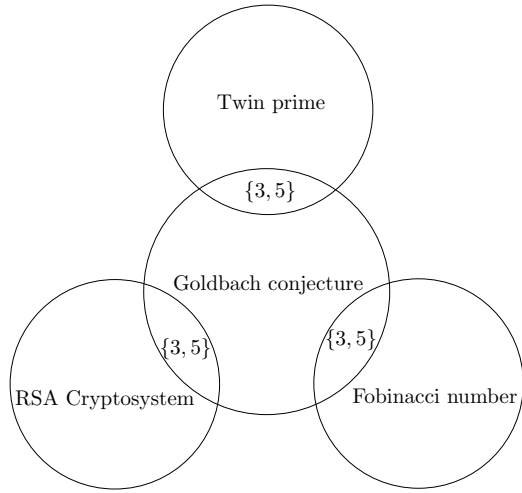 Twin prime
{3, 5}
Goldbach conjecture
{3, 5}
{3, 5}
RSA Cryptosystem
Fobinacci number